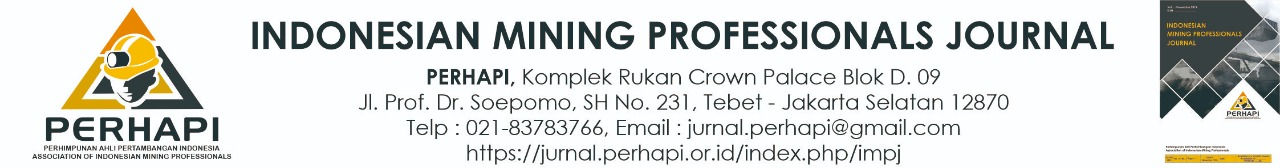 PERHAPI
PERHIMPUNAN AHLI PERTAMBANGAN INDONESIA
ASSOCIATION OF INDONESIAN MINING PROFESSIONALS
INDONESIAN MINING PROFESSIONALS JOURNAL
PERHAPI, Komplek Rukan Crown Palace Blok D. 09
Jl. Prof. Dr. Soepomo, SH No. 231, Tebet - Jakarta Selatan 12870
Telp : 021-83783766, Email : jurnal.perhapi@gmail.com
https://jurnal.perhapi.or.id/index.php/impj
INDONESIAN
MINING PROFESSIONALS
JOURNAL
PERHAPI